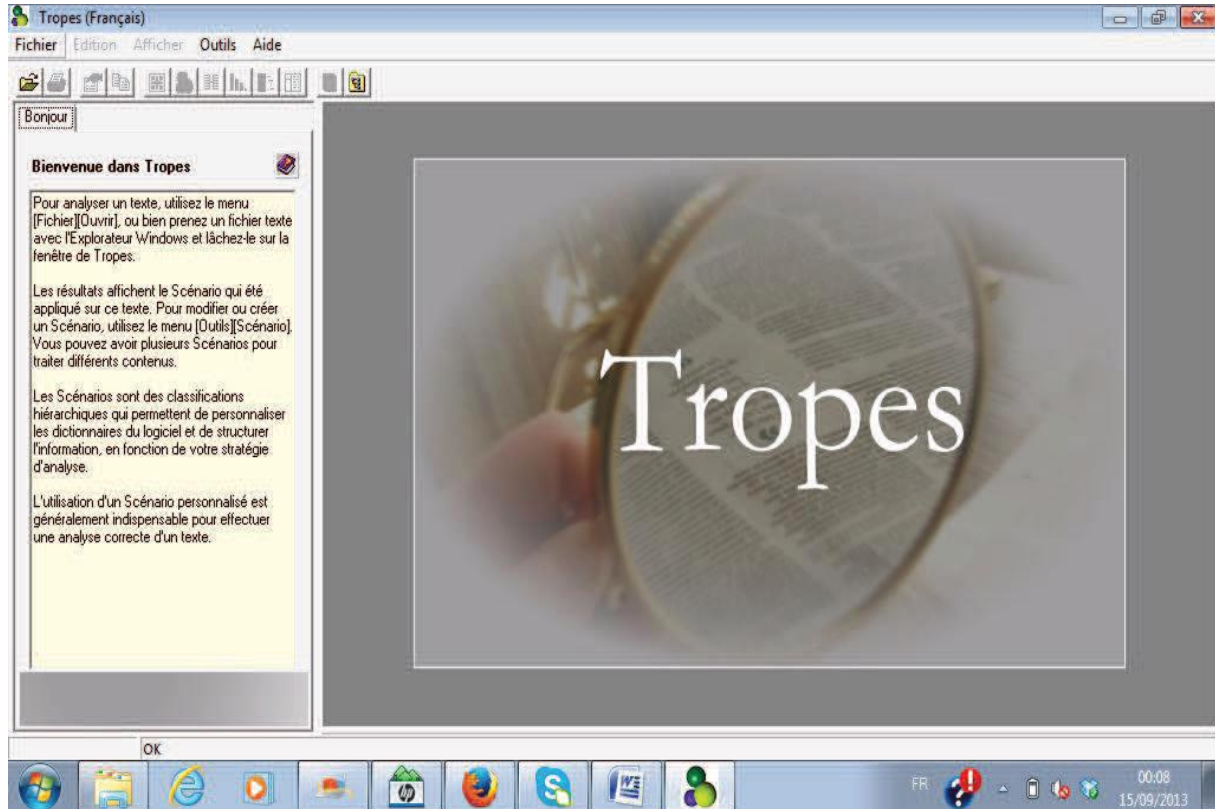 Tropes (Français)
Fichier Edition Afficher Outils Aide
Bonjour
Bienvenue dans Tropes
Pour analyser un texte, utilisez le menu
[Fichier][Ouvrir], ou bien prenez un fichier texte
avec l'Explorateur Windows et lâchez-le sur la
fenêtre de Tropes.
Les résultats affichent le Scénario qui été
appliqué sur ce texte. Pour modifier ou créer
un Scénario, utilisez le menu [Outils][Scénario].
Vous pouvez avoir plusieurs Scénarios pour
traiter différents contenus.
Les Scénarios sont des classifications
hiérarchiques qui permettent de personnaliser
les dictionnaires du logiciel et de structurer
l'information, en fonction de votre stratégie
d'analyse.
L'utilisation d'un Scénario personnalisé est
généralement indispensable pour effectuer
une analyse correcte d'un texte.
Tropes
OK
hp
FR
00:08
15/09/2013